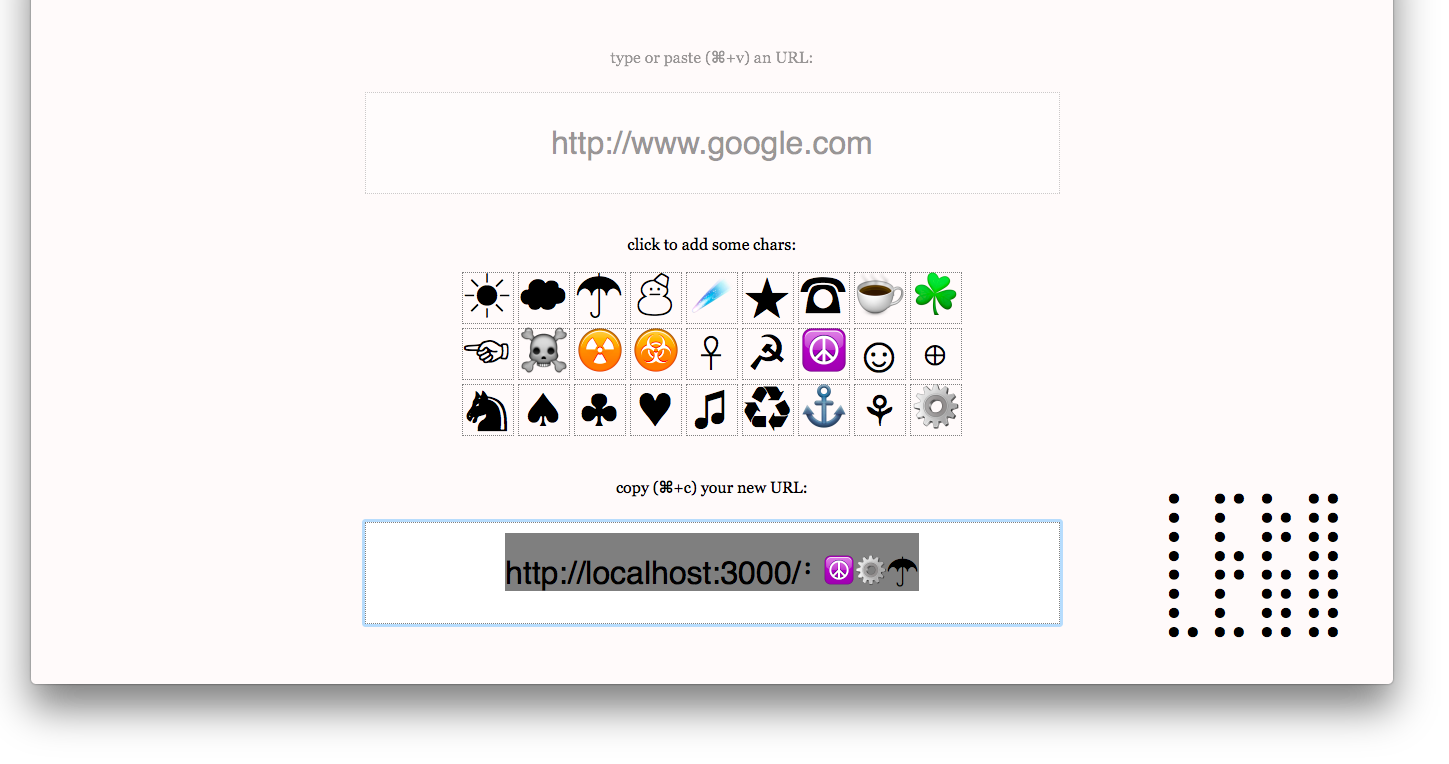 type or paste (⌘+v) an URL:
http://www.google.com
click to add some chars:
☀☁☂⛄☄★☎☕☘
☜☠☢☣☥☭☮☺⊕
♞♠♣♥♫♻⚓⚘⚙
copy (⌘+c) your new URL:
http://localhost:3000/: ☮⚙☂